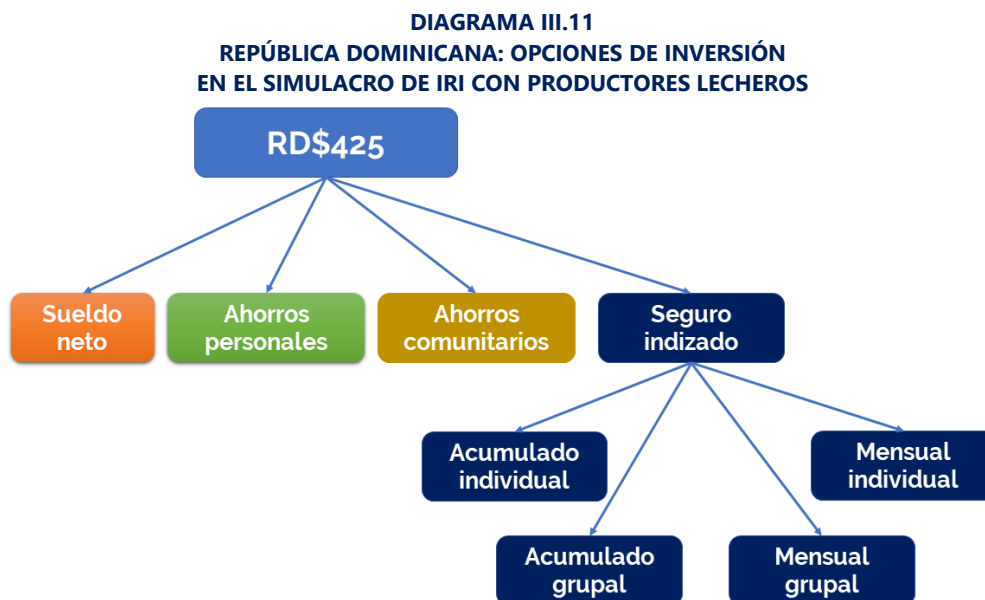 DIAGRAMA III.11
REPÚBLICA DOMINICANA: OPCIONES DE INVERSIÓN
EN EL SIMULACRO DE IRI CON PRODUCTORES LECHEROS
RD$425
Sueldo
neto
Ahorros
personales
Ahorros
comunitarios
Seguro
indizado
Acumulado
individual
Mensual
individual
Acumulado
grupal
Mensual
grupal